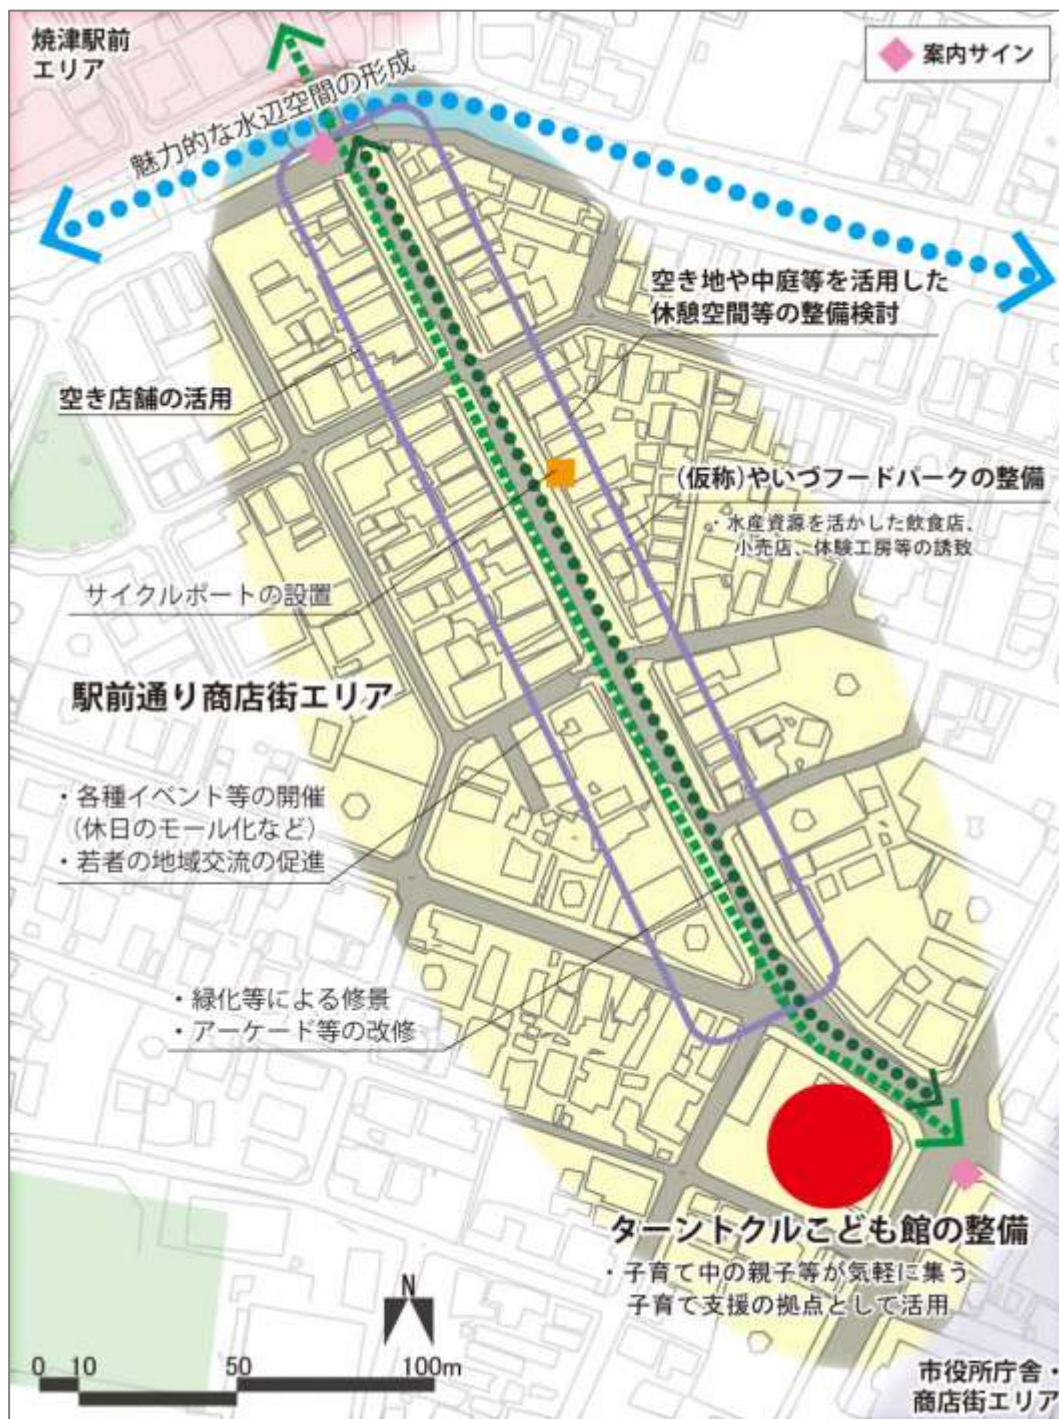 焼津駅前
エリア
案内サイン
魅力的な水辺空間の形成
空き地や中庭等を活用した
休憩空間等の整備検討
空き店舗の活用
(仮称)やいづフードパークの整備
・水産資源を活かした飲食店、
小売店、体験工房等の誘致
サイクルポートの設置
駅前通り商店街エリア
・各種イベント等の開催
(休日のモール化など)
・若者の地域交流の促進
・緑化等による修景
・アーケード等の改修
ターントクルこども館の整備
・子育て中の親子等が気軽に集う
子育て支援の拠点として活用
N
0 10 50 100m
市役所庁舎・
商店街エリア